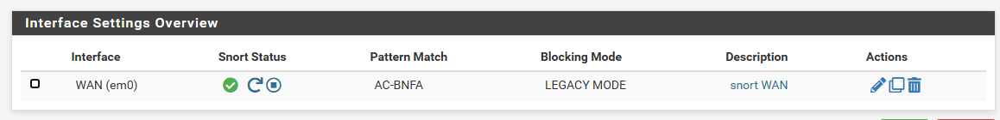 Interface Settings Overview
Interface Snort Status Pattern Match Blocking Mode Description Actions
WAN (em0) AC-BNFA LEGACY MODE snort WAN